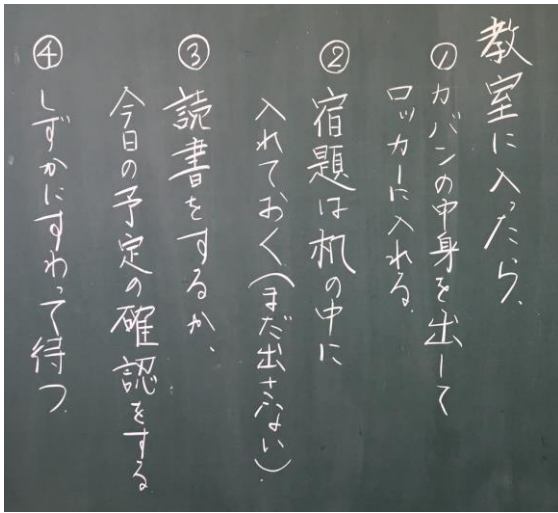 教室に入ったら、
①カバンの中身を出して
ロッカーに入れる。
②宿題は机の中に
入れておく(まだ出さない)。
③読書をするか、
今日の予定の確認をする
④しずかにすわって待つ。